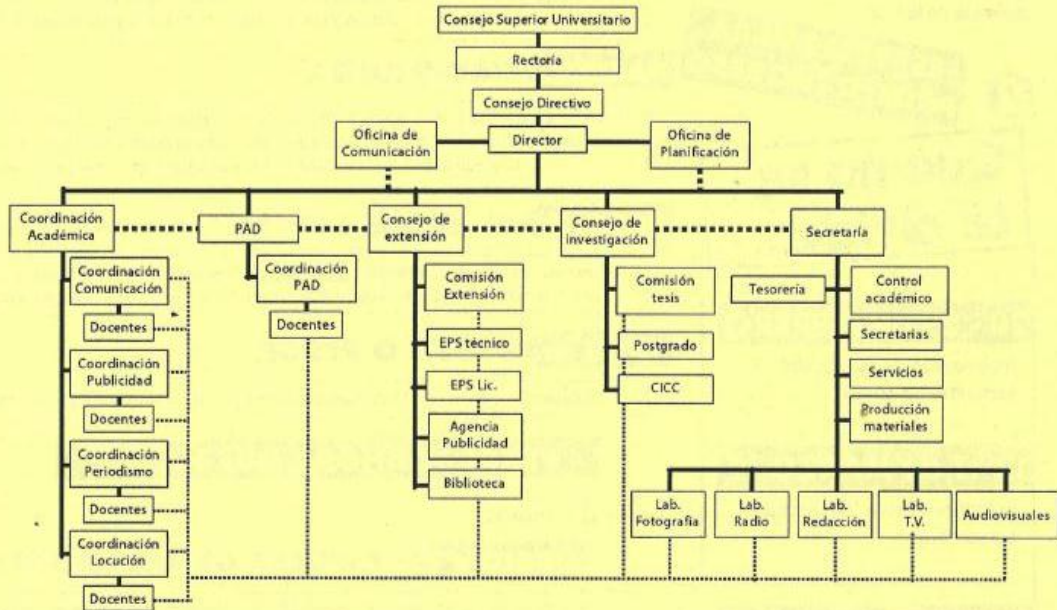 Consejo Superior Universitario
Rectoría
Consejo Directivo
Oficina de
Comunicación
Director
Oficina de
Planificación
Coordinación
Académica
PAD
Consejo de
extensión
Consejo de
investigación
Secretaría
Coordinación
Comunicación
Docentes
Coordinación
Publicidad
Docentes
Coordinación
Periodismo
Docentes
Coordinación
Locución
Docentes
Coordinación
PAD
Docentes
Comisión
Extensión
EPS técnico
EPS Lic.
Agencia
Publicidad
Biblioteca
Comisión
tesis
Postgrado
CICC
Tesorería
Control
académico
Secretarias
Servicios
Producción
materiales
Lab.
Fotografía
Lab.
Radio
Lab.
Redacción
Lab.
T.V.
Audiovisuales